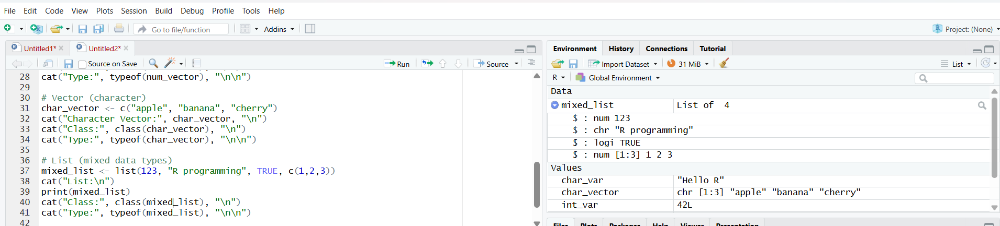 File Edit Code View Plots Session Build Debug Profile Tools Help
Go to file/function Addins Project: (None)
Untitled1* Untitled2*
Source on Save Run Source
28 cat("Type:", typeof(num_vector), "\n\n")
29
30 # Vector (character)
31 char_vector <- c("apple", "banana", "cherry")
32 cat("Character Vector:", char_vector, "\n")
33 cat("Class:", class(char_vector), "\n")
34 cat("Type:", typeof(char_vector), "\n\n")
35
36 # List (mixed data types)
37 mixed_list <- list(123, "R programming", TRUE, c(1,2,3))
38 cat("List:\n")
39 print(mixed_list)
40 cat("Class:", class(mixed_list), "\n")
41 cat("Type:", typeof(mixed_list), "\n\n")
42
Environment History Connections Tutorial
Import Dataset 31 MiB List
R Global Environment
Data
mixed_list List of 4
$ : num 123
$ : chr "R programming"
$ : logi TRUE
$ : num [1:3] 1 2 3
Values
char_var "Hello R"
char_vector chr [1:3] "apple" "banana" "cherry"
int_var 42L
Files Plots Packages Help Viewer Presentation